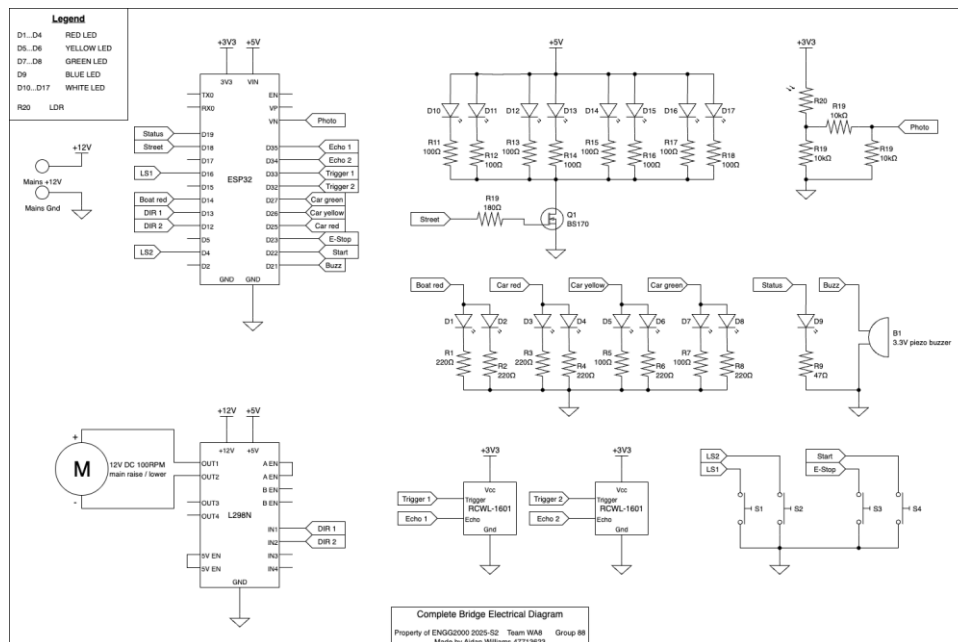 Legend
D1...D4 RED LED
D5...D6 YELLOW LED
D7...D8 GREEN LED
D9 BLUE LED
D10...D17 WHITE LED
R20 LDR
+12V
Mains +12V
Mains Gnd
+3V3 +5V
3V3 VIN
TX0 EN
RX0 VP
VN Photo
Status D19
Street D18 D35 Echo 1
D17 D34 Echo 2
LS1 D16 D33 Trigger 1
ESP32
D15 D32 Trigger 2
Boat red D14 D27 Car green
DIR 1 D13 D26 Car yellow
DIR 2 D12 D25 Car red
D5 D23 E-Stop
LS2 D4 D22 Start
D2 D21 Buzz
GND GND
+5V
D10 D11 D12 D13 D14 D15 D16 D17
R11 100Ω
R12 100Ω
R13 100Ω
R14 100Ω
R15 100Ω
R16 100Ω
R17 100Ω
R18 100Ω
Street
R19
180Ω
Q1
BS170
+3V3
R20
R19
10kΩ
Photo
R19
10kΩ
R19
10kΩ
Boat red Car red Car yellow Car green Status Buzz
D1 D2 D3 D4 D5 D6 D7 D8 D9
B1
3.3V piezo buzzer
R1 220Ω
R2 220Ω
R3 220Ω
R4 220Ω
R5 100Ω
R6 220Ω
R7 100Ω
R8 220Ω
R9 47Ω
+12V +5V
+12V +5V
+
M
-
12V DC 100RPM
main raise / lower
OUT1 A EN
OUT2 A EN
B EN
OUT3 B EN
OUT4 L298N
IN1 DIR 1
IN2 DIR 2
5V EN IN3
5V EN IN4
GND
+3V3
Vcc
Trigger 1 Trigger
RCWL-1601
Echo 1 Echo
Gnd
+3V3
Vcc
Trigger 2 Trigger
RCWL-1601
Echo 2 Echo
Gnd
LS2 Start
LS1 E-Stop
S1 S2 S3 S4
Complete Bridge Electrical Diagram
Property of ENGG2000 2025-S2 Team WA8 Group 88